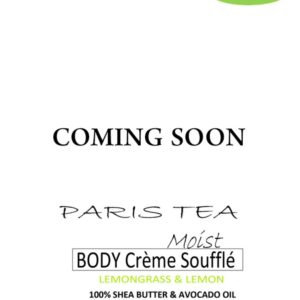 COMING SOON
PARIS TEA
Moist
BODY Crème Soufflé
LEMONGRASS & LEMON
100% SHEA BUTTER & AVOCADO OIL